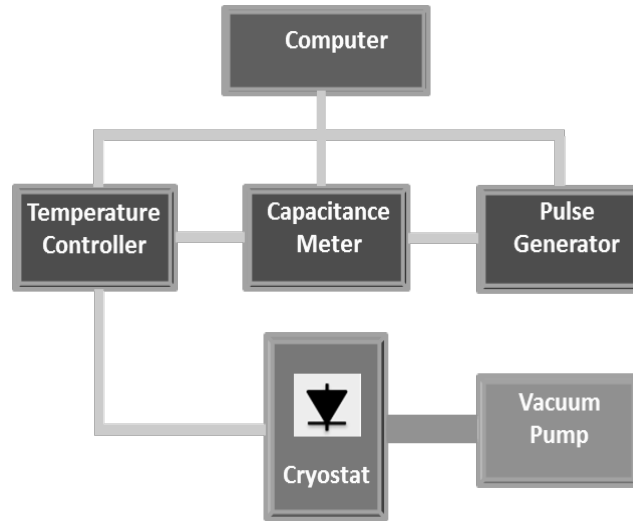 Computer
Temperature
Controller
Capacitance
Meter
Pulse
Generator
Cryostat
Vacuum
Pump